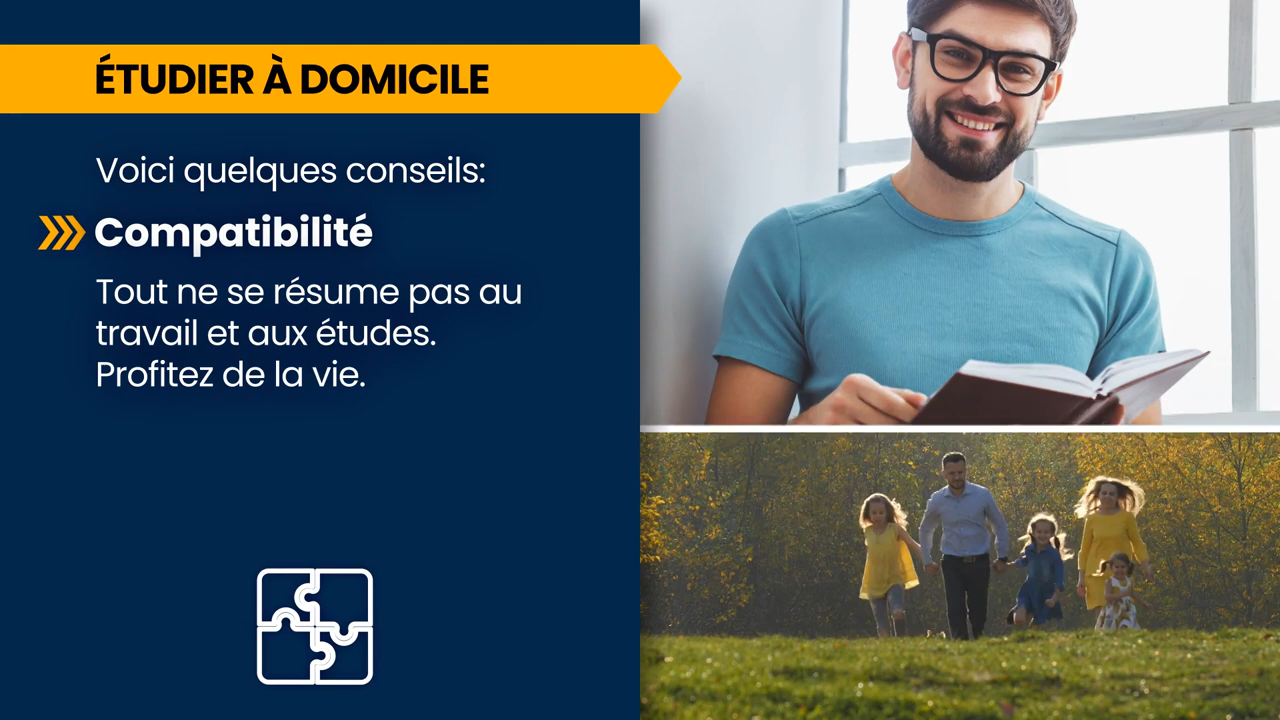 ÉTUDIER À DOMICILE
Voici quelques conseils:
Compatibilité
Tout ne se résume pas au
travail et aux études.
Profitez de la vie.